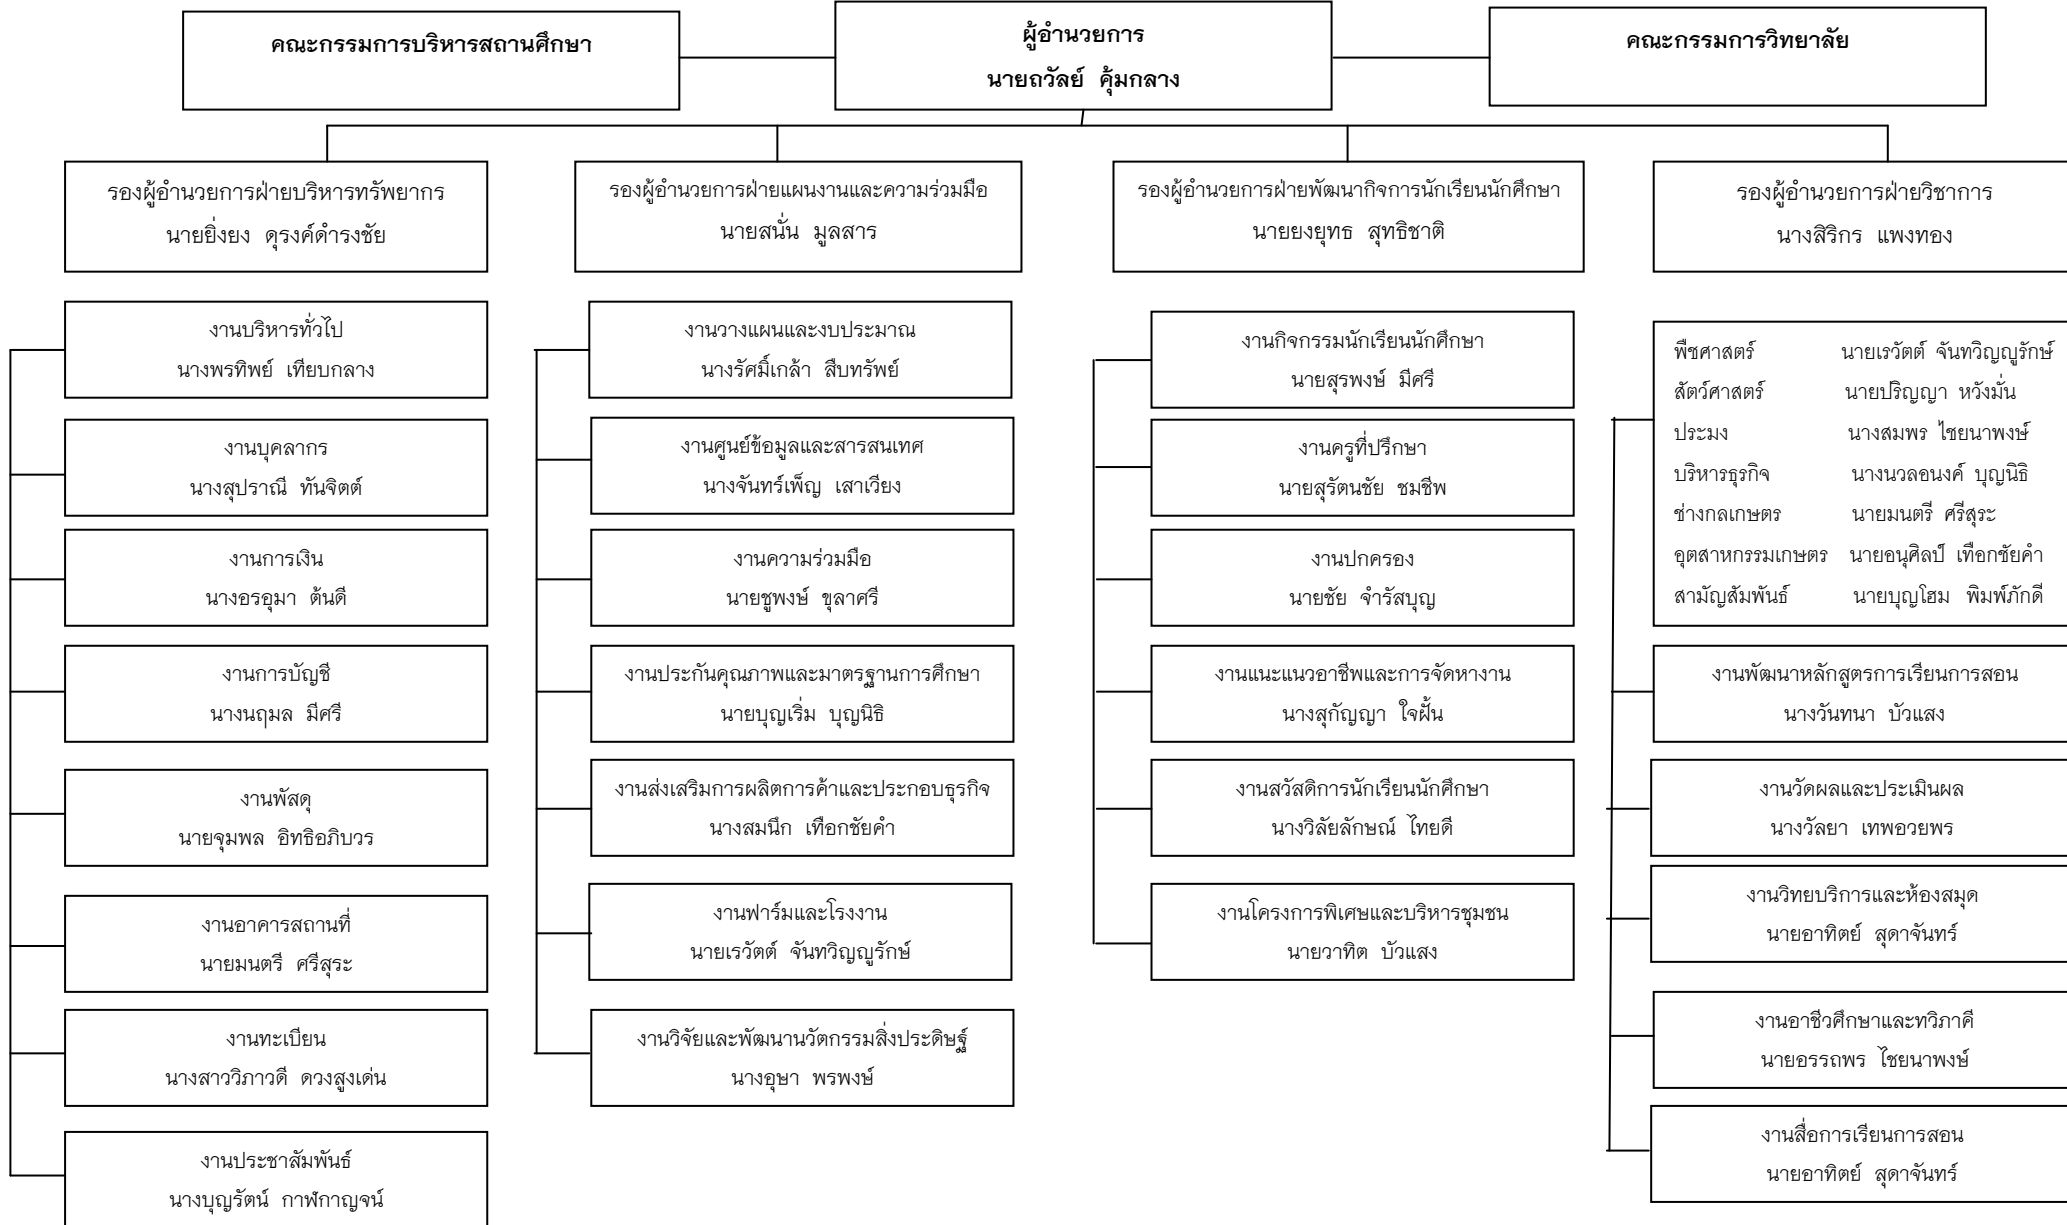 คณะกรรมการบริหารสถานศึกษา
ผู้อำนวยการ
นายถวัลย์ คุ้มกลาง
คณะกรรมการวิทยาลัย
รองผู้อำนวยการฝ่ายบริหารทรัพยากร
นายยิ่งยง ดุรงค์ดำรงชัย
รองผู้อำนวยการฝ่ายแผนงานและความร่วมมือ
นายสนั่น มูลสาร
รองผู้อำนวยการฝ่ายพัฒนากิจการนักเรียนนักศึกษา
นายยงยุทธ สุทธิชาติ
รองผู้อำนวยการฝ่ายวิชาการ
นางสิริกร แพงทอง
งานบริหารทั่วไป
นางพรทิพย์ เทียบกลาง
งานบุคลากร
นางสุปราณี ทันจิตต์
งานการเงิน
นางอรอุมา ต้นดี
งานการบัญชี
นางนฤมล มีศรี
งานพัสดุ
นายจุมพล อิทธิอภิบวร
งานอาคารสถานที่
นายมนตรี ศรีสุระ
งานทะเบียน
นางสาววิภาวดี ดวงสูงเด่น
งานประชาสัมพันธ์
นางบุญรัตน์ กาฬกาญจน์
งานวางแผนและงบประมาณ
นางรัศมิ์เกล้า สืบทรัพย์
งานศูนย์ข้อมูลและสารสนเทศ
นางจันทร์เพ็ญ เสาเวียง
งานความร่วมมือ
นายชูพงษ์ ขุลาศรี
งานประกันคุณภาพและมาตรฐานการศึกษา
นายบุญเริ่ม บุญนิธิ
งานส่งเสริมการผลิตการค้าและประกอบธุรกิจ
นางสมนึก เทือกชัยคำ
งานฟาร์มและโรงงาน
นายเรวัตต์ จันทวิญญูรักษ์
งานวิจัยและพัฒนานวัตกรรมสิ่งประดิษฐ์
นางอุษา พรพงษ์
งานกิจกรรมนักเรียนนักศึกษา
นายสุรพงษ์ มีศรี
งานครูที่ปรึกษา
นายสุรัตนชัย ชมชีพ
งานปกครอง
นายชัย จำรัสบุญ
งานแนะแนวอาชีพและการจัดหางาน
นางสุกัญญา ใจฝั้น
งานสวัสดิการนักเรียนนักศึกษา
นางวิลัยลักษณ์ ไทยดี
งานโครงการพิเศษและบริหารชุมชน
นายวาทิต บัวแสง
พืชศาสตร์ นายเรวัตต์ จันทวิญญูรักษ์
สัตว์ศาสตร์ นายปริญญา หวังมั่น
ประมง นางสมพร ไชยนาพงษ์
บริหารธุรกิจ นางนวลอนงค์ บุญนิธิ
ช่างกลเกษตร นายมนตรี ศรีสุระ
อุตสาหกรรมเกษตร นายอนุศิลป์ เทือกชัยคำ
สามัญสัมพันธ์ นายบุญโฮม พิมพ์ภักดี
งานพัฒนาหลักสูตรการเรียนการสอน
นางวันทนา บัวแสง
งานวัดผลและประเมินผล
นางวัลยา เทพอวยพร
งานวิทยบริการและห้องสมุด
นายอาทิตย์ สุดาจันทร์
งานอาชีวศึกษาและทวิภาคี
นายอรรถพร ไชยนาพงษ์
งานสื่อการเรียนการสอน
นายอาทิตย์ สุดาจันทร์